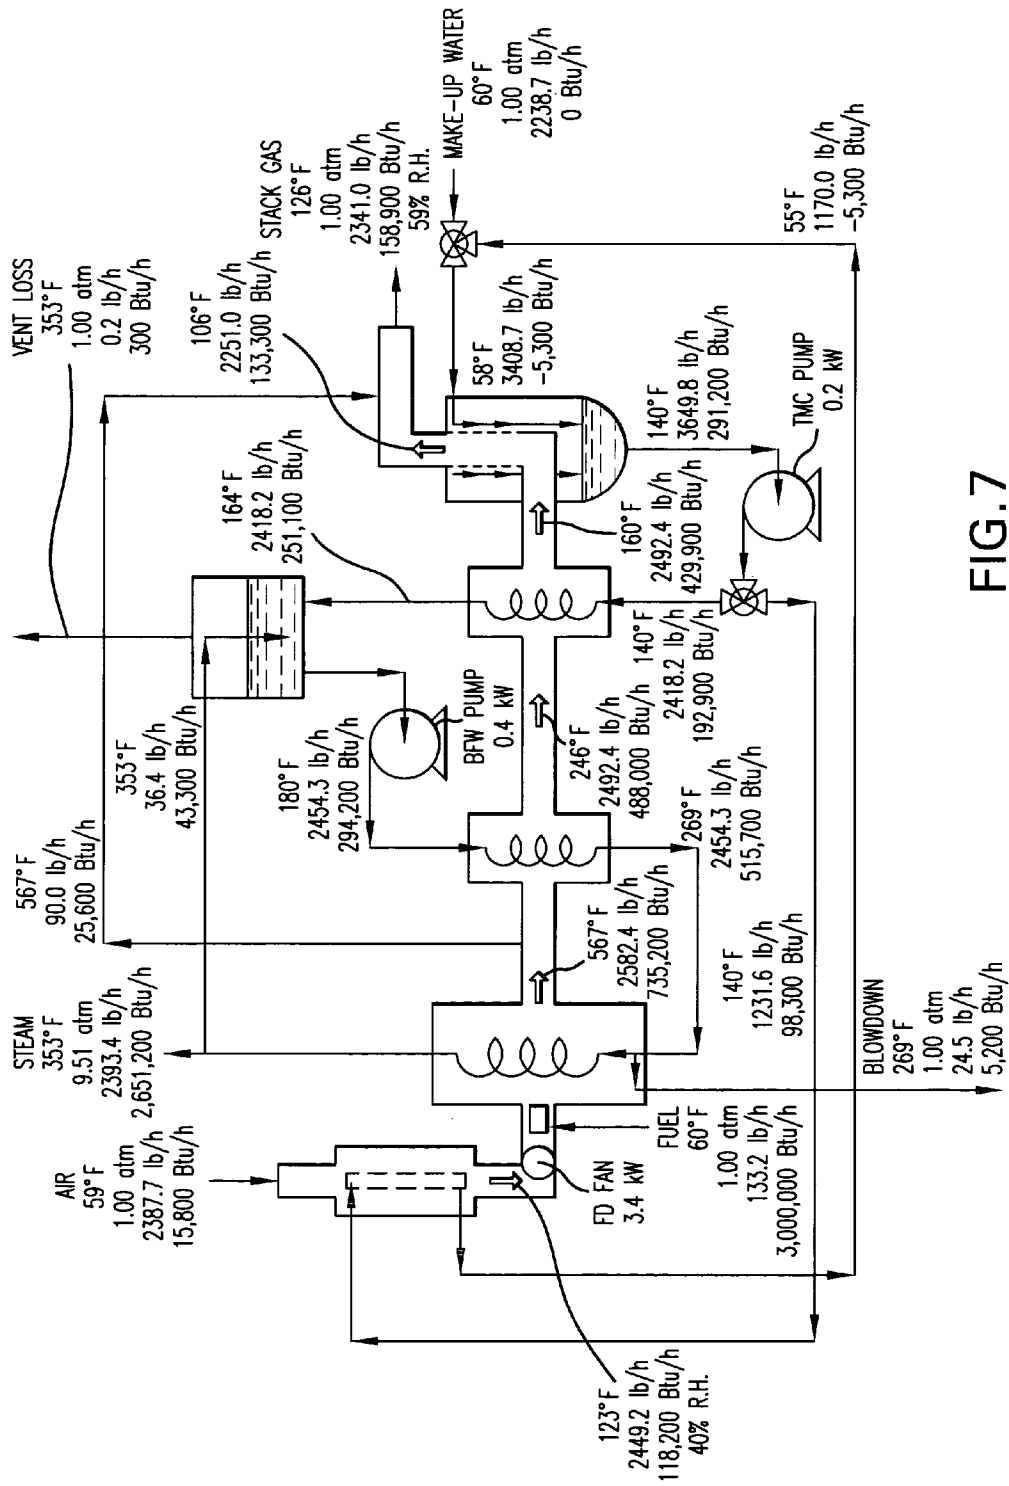 VENT LOSS
353°F
1.00 atm
0.2 lb/h
300 Btu/h
567°F
90.0 lb/h
25,600 Btu/h
STEAM
353°F
9.51 atm
2393.4 lb/h
2,651,200 Btu/h
AIR
59°F
1.00 atm
2387.7 lb/h
15,800 Btu/h
353°F
36.4 lb/h
43,300 Btu/h
106°F
2251.0 lb/h
133,300 Btu/h
STACK GAS
126°F
1.00 atm
2341.0 lb/h
158,900 Btu/h
59% R.H.
164°F
2418.2 lb/h
251,100 Btu/h
180°F
2454.3 lb/h
294,200 Btu/h
MAKE-UP WATER
60°F
1.00 atm
2238.7 lb/h
0 Btu/h
58°F
3408.7 lb/h
-5,300 Btu/h
BFW PUMP
0.4 kW
567°F
2582.4 lb/h
735,200 Btu/h
246°F
2492.4 lb/h
488,000 Btu/h
160°F
2492.4 lb/h
429,900 Btu/h
140°F
3649.8 lb/h
291,200 Btu/h
FD FAN
3.4 kW
FUEL
60°F
1.00 atm
133.2 lb/h
3,000,000 Btu/h
269°F
2454.3 lb/h
515,700 Btu/h
140°F
2418.2 lb/h
192,900 Btu/h
TMC PUMP
0.2 kW
123°F
2449.2 lb/h
118,200 Btu/h
40% R.H.
140°F
1231.6 lb/h
98,300 Btu/h
55°F
1170.0 lb/h
-5,300 Btu/h
BLOWDOWN
269°F
1.00 atm
24.5 lb/h
5,200 Btu/h
FIG.7